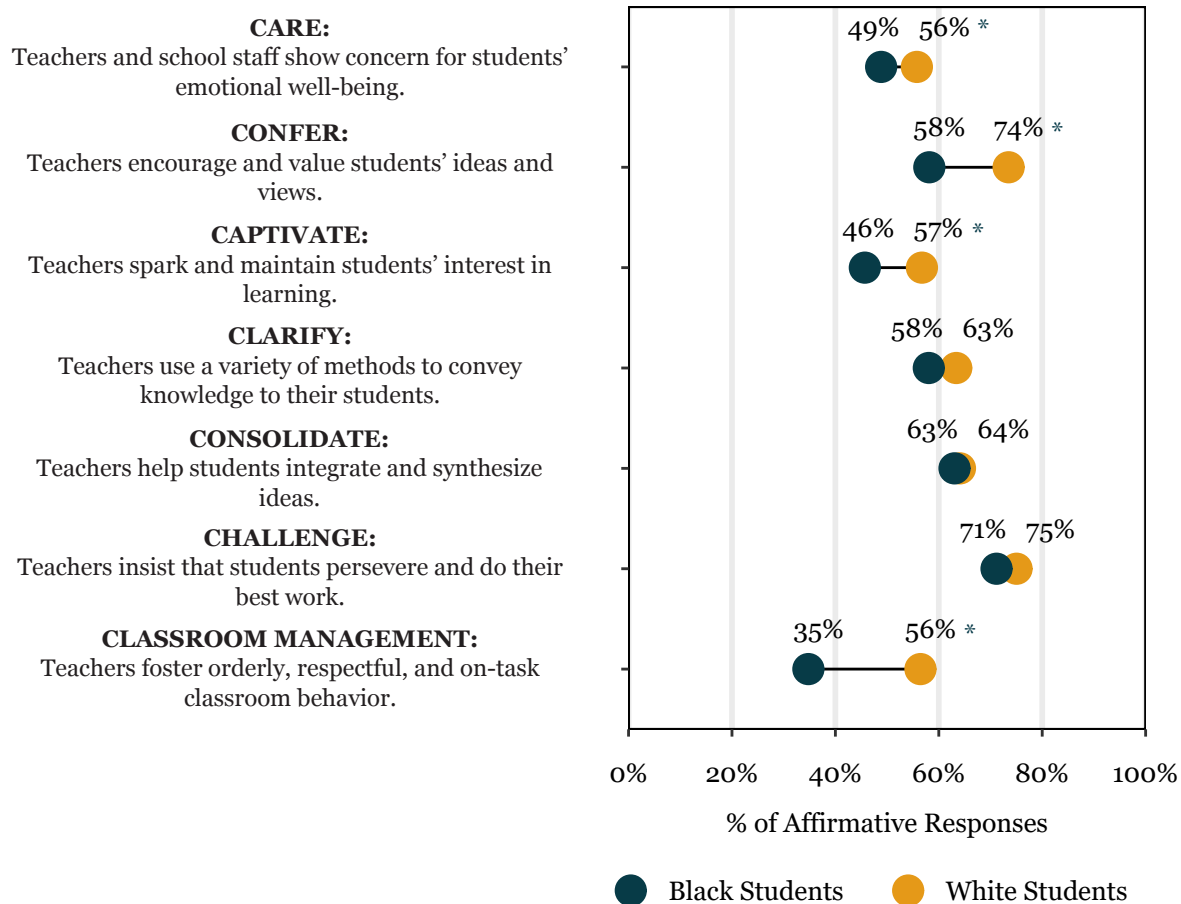 CARE:
Teachers and school staff show concern for students’
emotional well-being.
49% 56% *
CONFER:
Teachers encourage and value students’ ideas and
views.
58% 74% *
CAPTIVATE:
Teachers spark and maintain students’ interest in
learning.
46% 57% *
CLARIFY:
Teachers use a variety of methods to convey
knowledge to their students.
58% 63%
CONSOLIDATE:
Teachers help students integrate and synthesize
ideas.
63% 64%
CHALLENGE:
Teachers insist that students persevere and do their
best work.
71% 75%
CLASSROOM MANAGEMENT:
Teachers foster orderly, respectful, and on-task
classroom behavior.
35% 56% *
0% 20% 40% 60% 80% 100%
% of Affirmative Responses
Black Students White Students